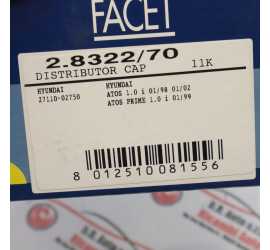 FACET
2.8322/70
DISTRIBUTOR CAP 11K
HYUNDAI HYUNDAI
27110-02750 ATOS 1.0 i 01/98 01/02
ATOS PRIME 1.0 i 01/99
8 012510 081556